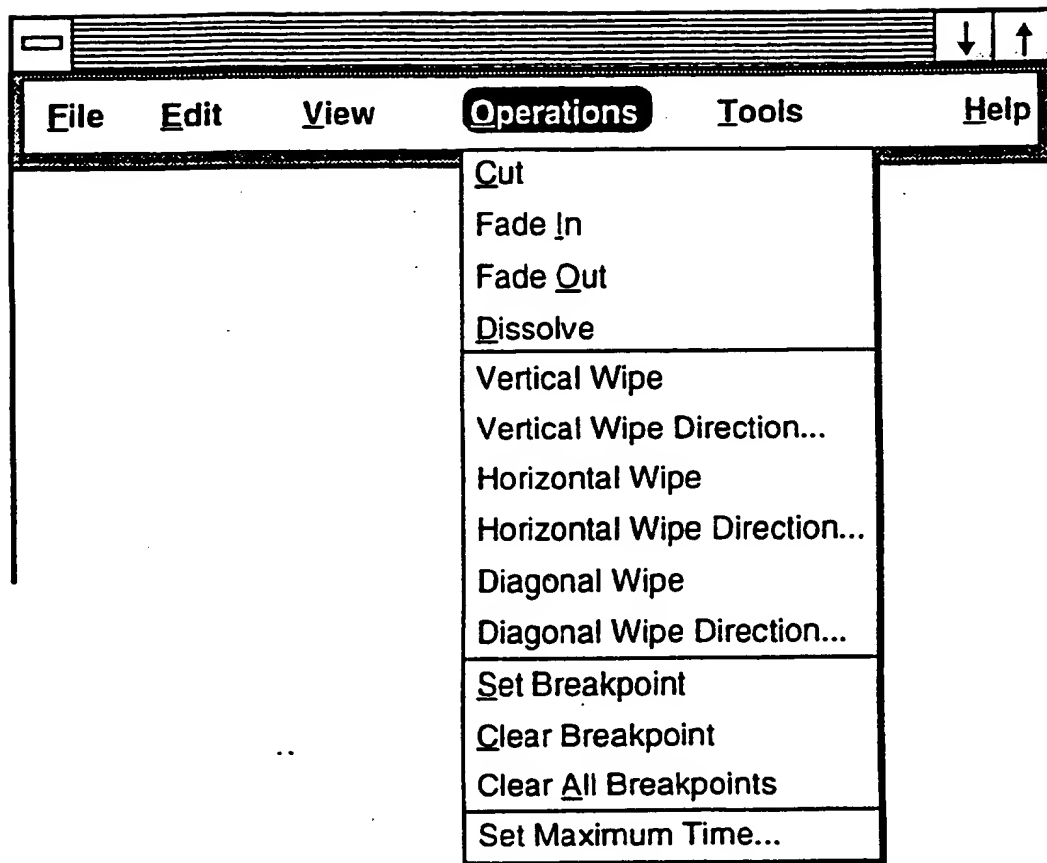 File Edit View Operations Tools Help
Cut
Fade In
Fade Out
Dissolve
Vertical Wipe
Vertical Wipe Direction...
Horizontal Wipe
Horizontal Wipe Direction...
Diagonal Wipe
Diagonal Wipe Direction...
Set Breakpoint
Clear Breakpoint
Clear All Breakpoints
Set Maximum Time...